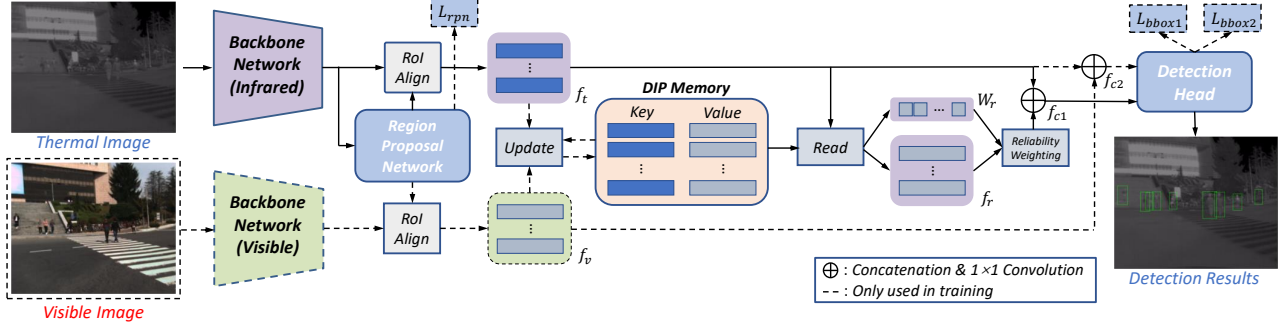 Thermal Image
Visible Image
Backbone
Network
(Infrared)
Backbone
Network
(Visible)
RoI
Align
L_rpn
Region
Proposal
Network
RoI
Align
⋮
f_t
Update
⋮
f_v
DIP Memory
Key Value
⋮ ⋮
Read
... W_r
⋮
f_r
Reliability
Weighting
f_c1
f_c2
L_bbox1 L_bbox2
Detection
Head
Detection Results
⊕ : Concatenation & 1×1 Convolution
--- : Only used in training